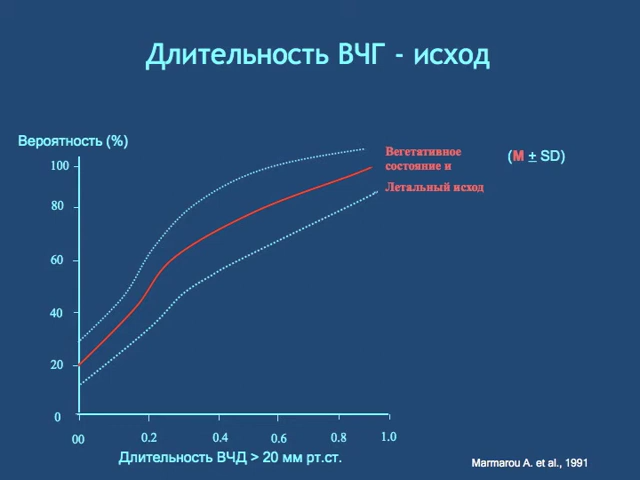 Длительность ВЧГ - исход
Вероятность (%)
Вегетативное
состояние и
Летальный исход
(M ± SD)
100
80
60
40
20
0
00
0.2
0.4
0.6
0.8
1.0
Длительность ВЧД > 20 мм рт.ст.
Marmarou A. et al., 1991